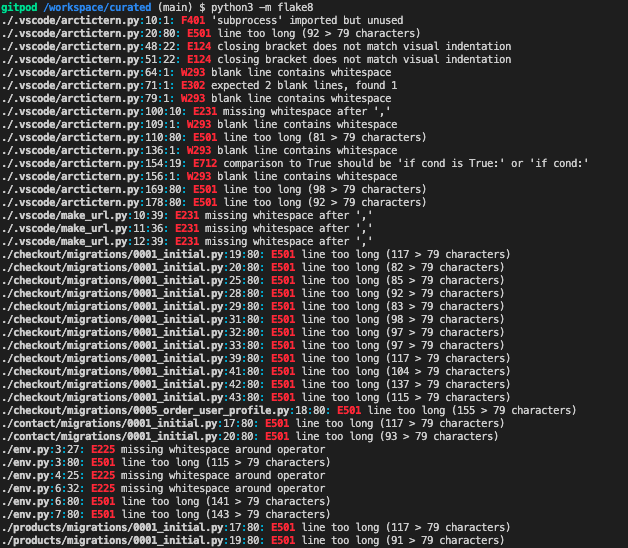 gitpod /workspace/curated (main) $ python3 -m flake8
./.vscode/arctictern.py:10:1: F401 'subprocess' imported but unused
./.vscode/arctictern.py:20:80: E501 line too long (92 > 79 characters)
./.vscode/arctictern.py:48:22: E124 closing bracket does not match visual indentation
./.vscode/arctictern.py:51:22: E124 closing bracket does not match visual indentation
./.vscode/arctictern.py:64:1: W293 blank line contains whitespace
./.vscode/arctictern.py:71:1: E302 expected 2 blank lines, found 1
./.vscode/arctictern.py:79:1: W293 blank line contains whitespace
./.vscode/arctictern.py:100:10: E231 missing whitespace after ','
./.vscode/arctictern.py:109:1: W293 blank line contains whitespace
./.vscode/arctictern.py:110:80: E501 line too long (81 > 79 characters)
./.vscode/arctictern.py:136:1: W293 blank line contains whitespace
./.vscode/arctictern.py:154:19: E712 comparison to True should be 'if cond is True:' or 'if cond:'
./.vscode/arctictern.py:156:1: W293 blank line contains whitespace
./.vscode/arctictern.py:169:80: E501 line too long (98 > 79 characters)
./.vscode/arctictern.py:178:80: E501 line too long (92 > 79 characters)
./.vscode/make_url.py:10:39: E231 missing whitespace after ','
./.vscode/make_url.py:11:36: E231 missing whitespace after ','
./.vscode/make_url.py:12:39: E231 missing whitespace after ','
./checkout/migrations/0001_initial.py:19:80: E501 line too long (117 > 79 characters)
./checkout/migrations/0001_initial.py:20:80: E501 line too long (82 > 79 characters)
./checkout/migrations/0001_initial.py:25:80: E501 line too long (85 > 79 characters)
./checkout/migrations/0001_initial.py:28:80: E501 line too long (92 > 79 characters)
./checkout/migrations/0001_initial.py:29:80: E501 line too long (83 > 79 characters)
./checkout/migrations/0001_initial.py:31:80: E501 line too long (98 > 79 characters)
./checkout/migrations/0001_initial.py:32:80: E501 line too long (97 > 79 characters)
./checkout/migrations/0001_initial.py:33:80: E501 line too long (97 > 79 characters)
./checkout/migrations/0001_initial.py:39:80: E501 line too long (117 > 79 characters)
./checkout/migrations/0001_initial.py:41:80: E501 line too long (104 > 79 characters)
./checkout/migrations/0001_initial.py:42:80: E501 line too long (137 > 79 characters)
./checkout/migrations/0001_initial.py:43:80: E501 line too long (115 > 79 characters)
./checkout/migrations/0005_order_user_profile.py:18:80: E501 line too long (155 > 79 characters)
./contact/migrations/0001_initial.py:17:80: E501 line too long (117 > 79 characters)
./contact/migrations/0001_initial.py:20:80: E501 line too long (93 > 79 characters)
./env.py:3:27: E225 missing whitespace around operator
./env.py:3:80: E501 line too long (115 > 79 characters)
./env.py:4:25: E225 missing whitespace around operator
./env.py:6:32: E225 missing whitespace around operator
./env.py:6:80: E501 line too long (141 > 79 characters)
./env.py:7:80: E501 line too long (143 > 79 characters)
./products/migrations/0001_initial.py:17:80: E501 line too long (117 > 79 characters)
./products/migrations/0001_initial.py:19:80: E501 line too long (91 > 79 characters)